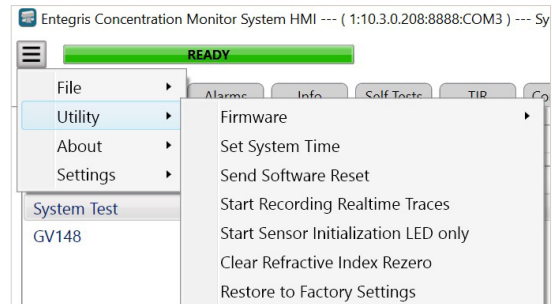 Entegris Concentration Monitor System HMI --- ( 1:10.3.0.208:8888:COM3 ) --- Sy
READY
File
Utility
About
Settings
Alarms Info Self Tests TIR Co
Firmware
Set System Time
Send Software Reset
Start Recording Realtime Traces
Start Sensor Initialization LED only
Clear Refractive Index Rezero
Restore to Factory Settings
System Test
GV148